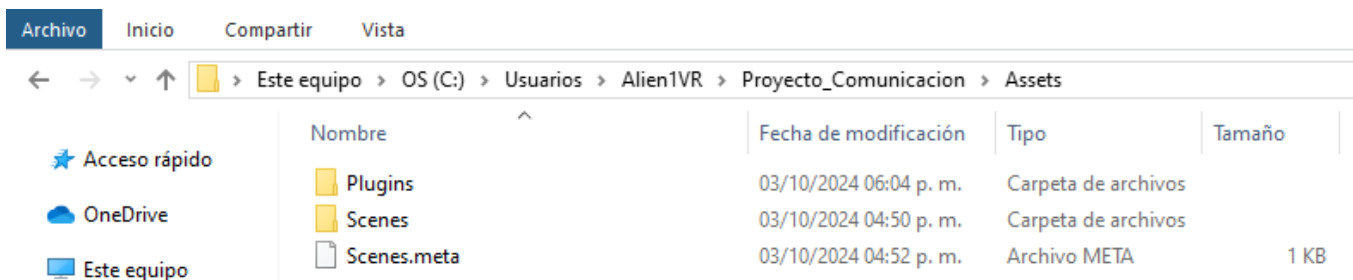 Archivo Inicio Compartir Vista
Este equipo > OS (C:) > Usuarios > Alien1VR > Proyecto_Comunicacion > Assets
Nombre Fecha de modificación Tipo Tamaño
Acceso rápido
Plugins 03/10/2024 06:04 p. m. Carpeta de archivos
OneDrive
Scenes 03/10/2024 04:50 p. m. Carpeta de archivos
Scenes.meta 03/10/2024 04:52 p. m. Archivo META 1 KB
Este equipo